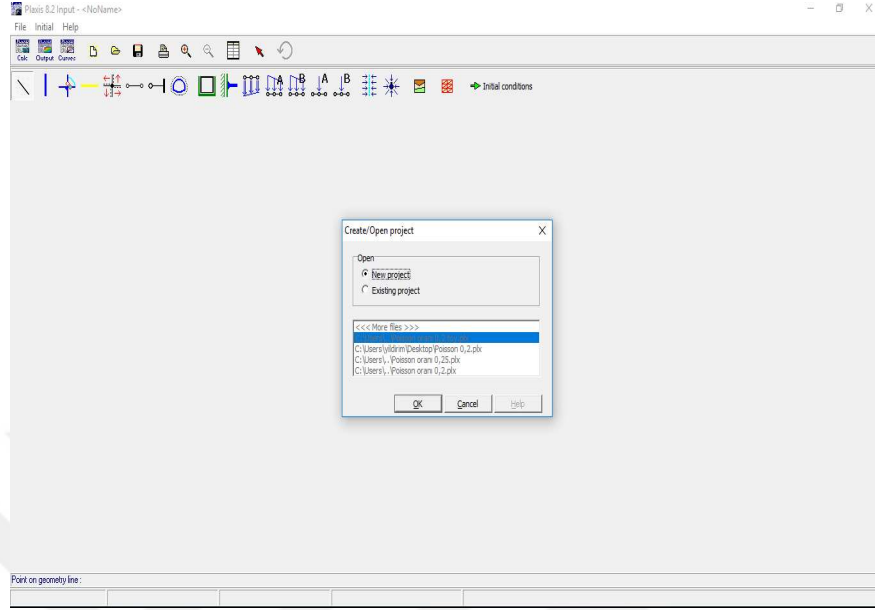 Plaxis 8.2 Input - <NoName>
File Initial Help
Calc Output Curves
A B A B Initial conditions
Create/Open project
Open
New project
Existing project
<<< More files >>>
C:\Users\yildirim\Desktop\Poisson 0,2.plx
C:\Users\,.\Poisson oranı 0,25.plx
C:\Users\,.\Poisson oranı 0,2.plx
OK Cancel Help
Point on geometry line :